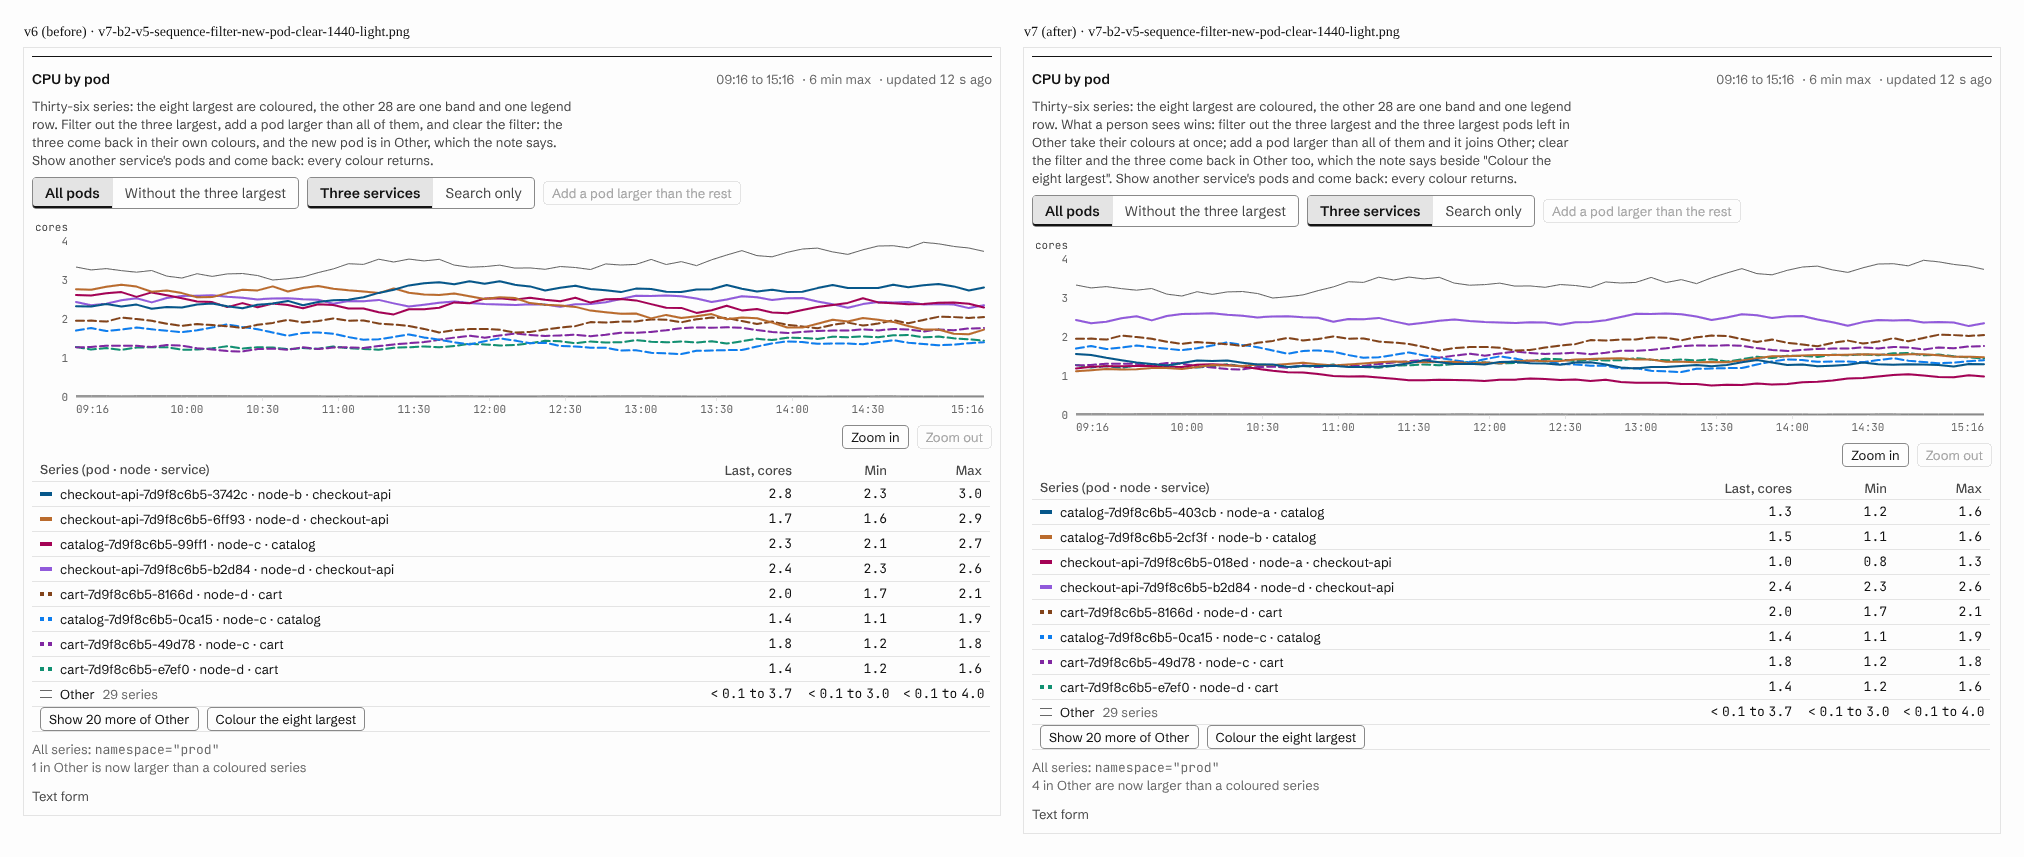 v6 (before) · v7-b2-v5-sequence-filter-new-pod-clear-1440-light.png
CPU by pod
09:16 to 15:16 · 6 min max · updated 12 s ago
Thirty-six series: the eight largest are coloured, the other 28 are one band and one legend
row. Filter out the three largest, add a pod larger than all of them, and clear the filter: the
three come back in their own colours, and the new pod is in Other, which the note says.
Show another service's pods and come back: every colour returns.
All pods Without the three largest Three services Search only Add a pod larger than the rest
cores
4
3
2
1
0
09:16 10:00 10:30 11:00 11:30 12:00 12:30 13:00 13:30 14:00 14:30 15:16
Zoom in Zoom out
Series (pod · node · service) Last, cores Min Max
checkout-api-7d9f8c6b5-3742c · node-b · checkout-api 2.8 2.3 3.0
checkout-api-7d9f8c6b5-6ff93 · node-d · checkout-api 1.7 1.6 2.9
catalog-7d9f8c6b5-99ff1 · node-c · catalog 2.3 2.1 2.7
checkout-api-7d9f8c6b5-b2d84 · node-d · checkout-api 2.4 2.3 2.6
cart-7d9f8c6b5-8166d · node-d · cart 2.0 1.7 2.1
catalog-7d9f8c6b5-0ca15 · node-c · catalog 1.4 1.1 1.9
cart-7d9f8c6b5-49d78 · node-c · cart 1.8 1.2 1.8
cart-7d9f8c6b5-e7ef0 · node-d · cart 1.4 1.2 1.6
Other 29 series < 0.1 to 3.7 < 0.1 to 3.0 < 0.1 to 4.0
Show 20 more of Other Colour the eight largest
All series: namespace="prod"
1 in Other is now larger than a coloured series
Text form
v7 (after) · v7-b2-v5-sequence-filter-new-pod-clear-1440-light.png
CPU by pod
09:16 to 15:16 · 6 min max · updated 12 s ago
Thirty-six series: the eight largest are coloured, the other 28 are one band and one legend
row. What a person sees wins: filter out the three largest and the three largest pods left in
Other take their colours at once; add a pod larger than all of them and it joins Other; clear
the filter and the three come back in Other too, which the note says beside "Colour the
eight largest". Show another service's pods and come back: every colour returns.
All pods Without the three largest Three services Search only Add a pod larger than the rest
cores
4
3
2
1
0
09:16 10:00 10:30 11:00 11:30 12:00 12:30 13:00 13:30 14:00 14:30 15:16
Zoom in Zoom out
Series (pod · node · service) Last, cores Min Max
catalog-7d9f8c6b5-403cb · node-a · catalog 1.3 1.2 1.6
catalog-7d9f8c6b5-2cf3f · node-b · catalog 1.5 1.1 1.6
checkout-api-7d9f8c6b5-018ed · node-a · checkout-api 1.0 0.8 1.3
checkout-api-7d9f8c6b5-b2d84 · node-d · checkout-api 2.4 2.3 2.6
cart-7d9f8c6b5-8166d · node-d · cart 2.0 1.7 2.1
catalog-7d9f8c6b5-0ca15 · node-c · catalog 1.4 1.1 1.9
cart-7d9f8c6b5-49d78 · node-c · cart 1.8 1.2 1.8
cart-7d9f8c6b5-e7ef0 · node-d · cart 1.4 1.2 1.6
Other 29 series < 0.1 to 3.7 < 0.1 to 3.0 < 0.1 to 4.0
Show 20 more of Other Colour the eight largest
All series: namespace="prod"
4 in Other are now larger than a coloured series
Text form